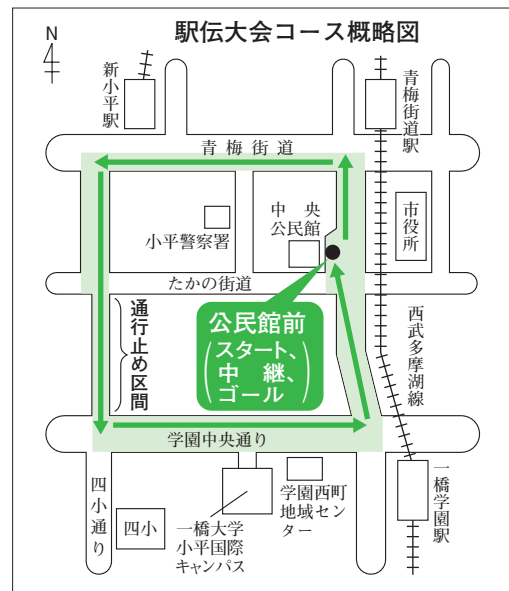 駅伝大会コース概略図
N
新小平駅
青梅街道駅
青梅街道
小平警察署
中央
公民館
市役所
たかの街道
通行止め区間
公民館前
(スタート、
中継、
ゴール)
西武多摩湖線
学園中央通り
四小通り
四小
一橋大学
小平国際
キャンパス
学園西町
地域セン
ター
一橋学園駅